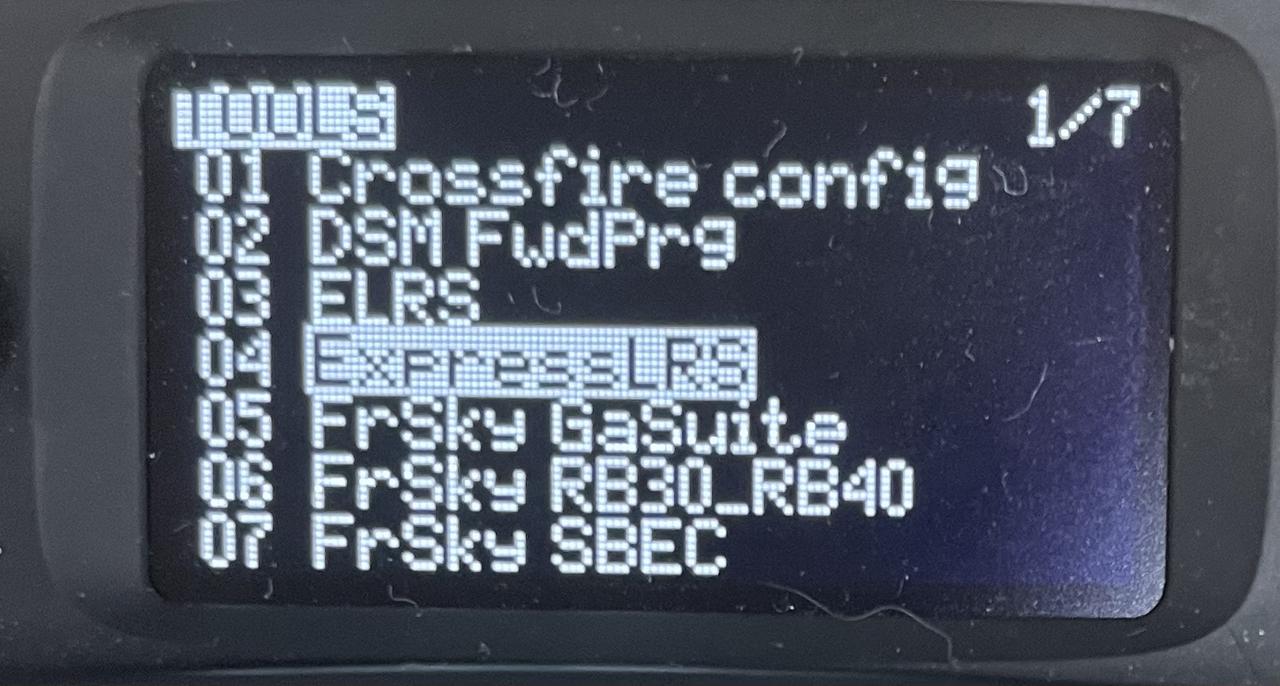 TOOLS
1/7
01 Crossfire config
02 DSM FwdPrg
03 ELRS
04 ExpressLRS
05 FrSky GaSuite
06 FrSky RB30_RB40
07 FrSky SBEC